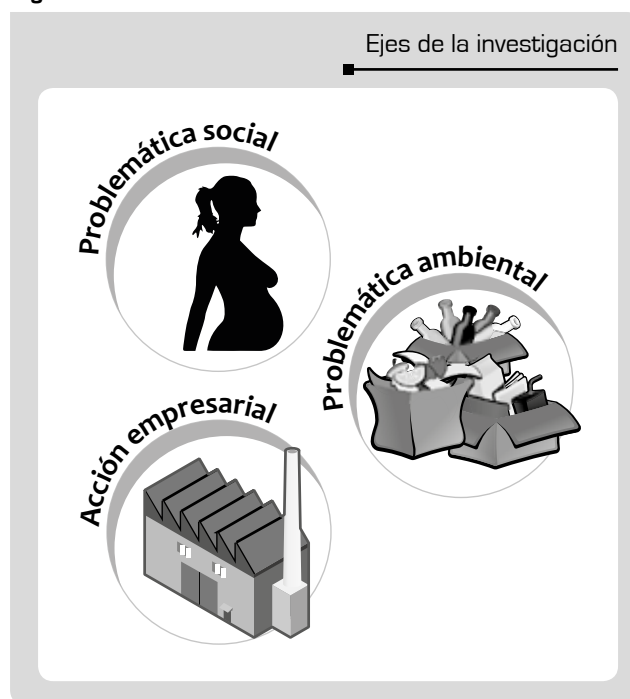 Ejes de la investigación
Problemática social
Problemática ambiental
Acción empresarial